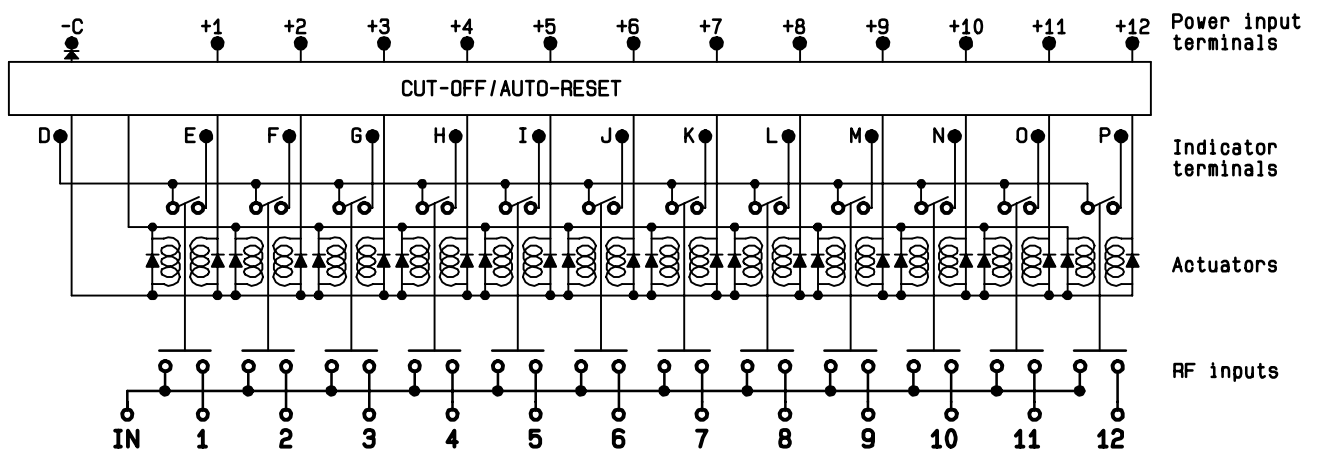 -C +1 +2 +3 +4 +5 +6 +7 +8 +9 +10 +11 +12
Power input
terminals
CUT-OFF/AUTO-RESET
D E F G H I J K L M N O P
Indicator
terminals
Actuators
RF inputs
IN 1 2 3 4 5 6 7 8 9 10 11 12